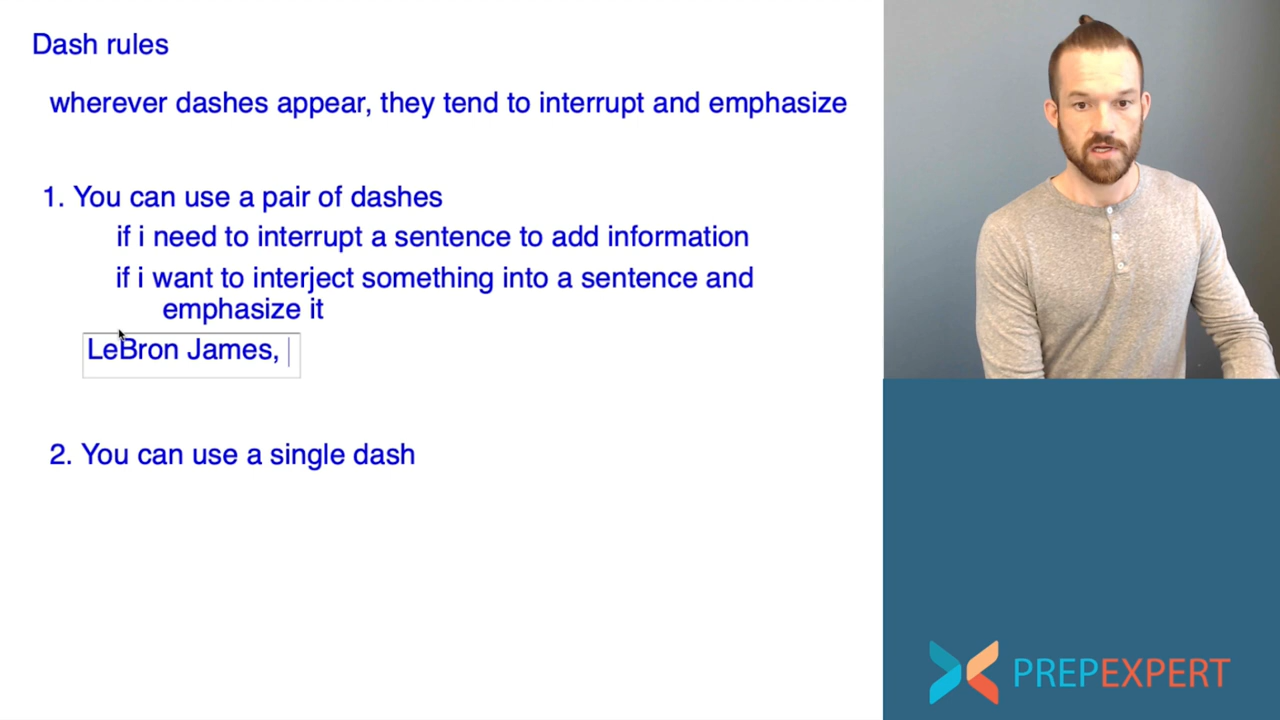 Dash rules
wherever dashes appear, they tend to interrupt and emphasize
1. You can use a pair of dashes
if i need to interrupt a sentence to add information
if i want to interject something into a sentence and
emphasize it
LeBron James,
2. You can use a single dash
PREPEXPERT